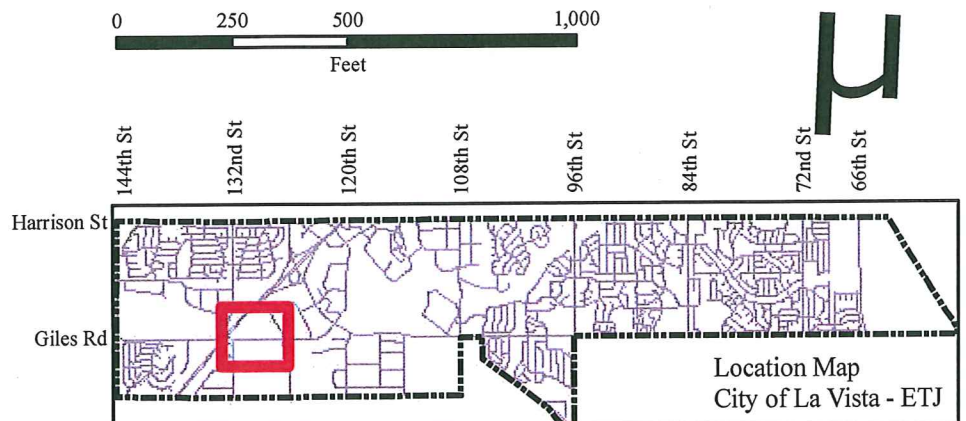 0 250 500 1,000
Feet
µ
144th St
132nd St
120th St
108th St
96th St
84th St
72nd St
66th St
Harrison St
Giles Rd
Location Map
City of La Vista - ETJ